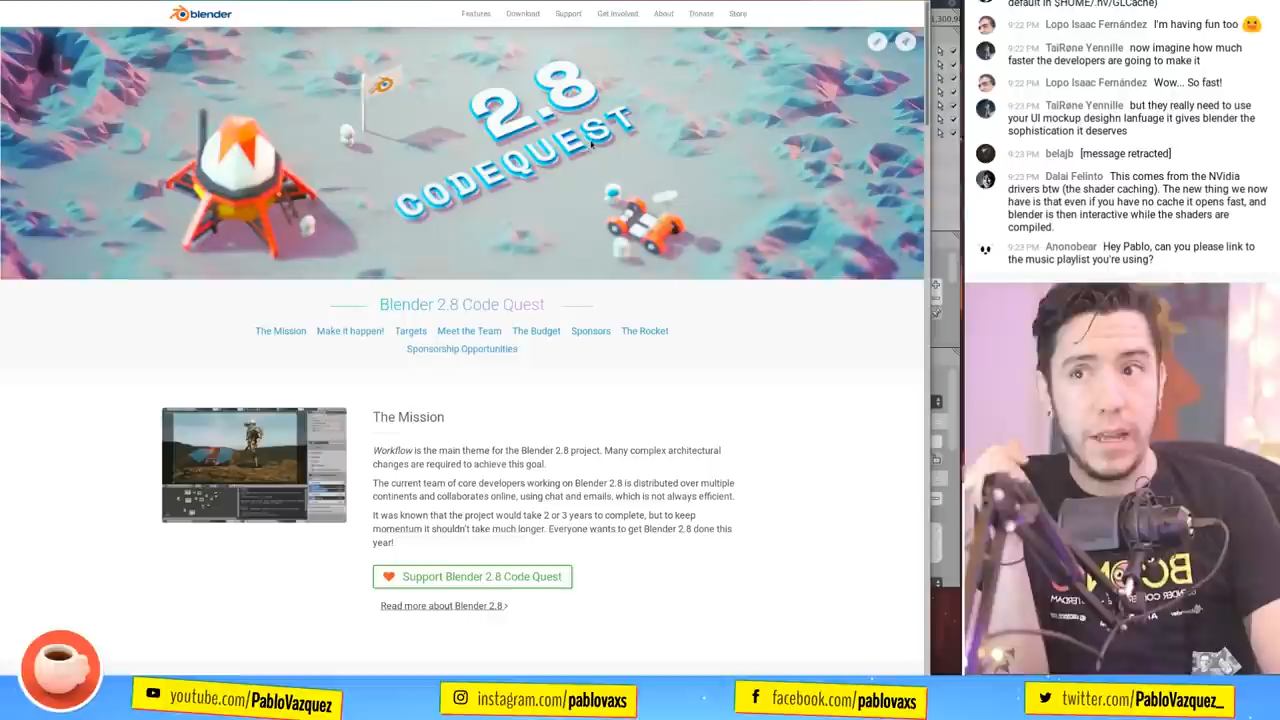 blender
Features Download Support Get Involved About Donate Store
2.8
CODEQUEST
Blender 2.8 Code Quest
The Mission Make it happen! Targets Meet the Team The Budget Sponsors The Rocket
Sponsorship Opportunities
The Mission
Workflow is the main theme for the Blender 2.8 project. Many complex architectural
changes are required to achieve this goal.
The current team of core developers working on Blender 2.8 is distributed over multiple
continents and collaborates online, using chat and emails, which is not always efficient.
It was known that the project would take 2 or 3 years to complete, but to keep
momentum it shouldn't take much longer. Everyone wants to get Blender 2.8 done this
year!
Support Blender 2.8 Code Quest
Read more about Blender 2.8 ›
1,300.9
default in $HOME/.nv/GLCache)
9:22 PM Lopo Isaac Fernández I'm having fun too
9:22 PM TaiRøne Yennille now imagine how much
faster the developers are going to make it
9:22 PM Lopo Isaac Fernández Wow... So fast!
9:23 PM TaiRøne Yennille but they really need to use
your UI mockup desighn lanfuage it gives blender the
sophistication it deserves
9:23 PM belajb [message retracted]
9:23 PM Dalai Felinto This comes from the NVidia
drivers btw (the shader caching). The new thing we now
have is that even if you have no cache it opens fast, and
blender is then interactive while the shaders are
compiled.
9:23 PM Anonobear Hey Pablo, can you please link to
the music playlist you're using?
youtube.com/PabloVazquez
instagram.com/pablovaxs
facebook.com/pablovaxs
twitter.com/PabloVazquez_